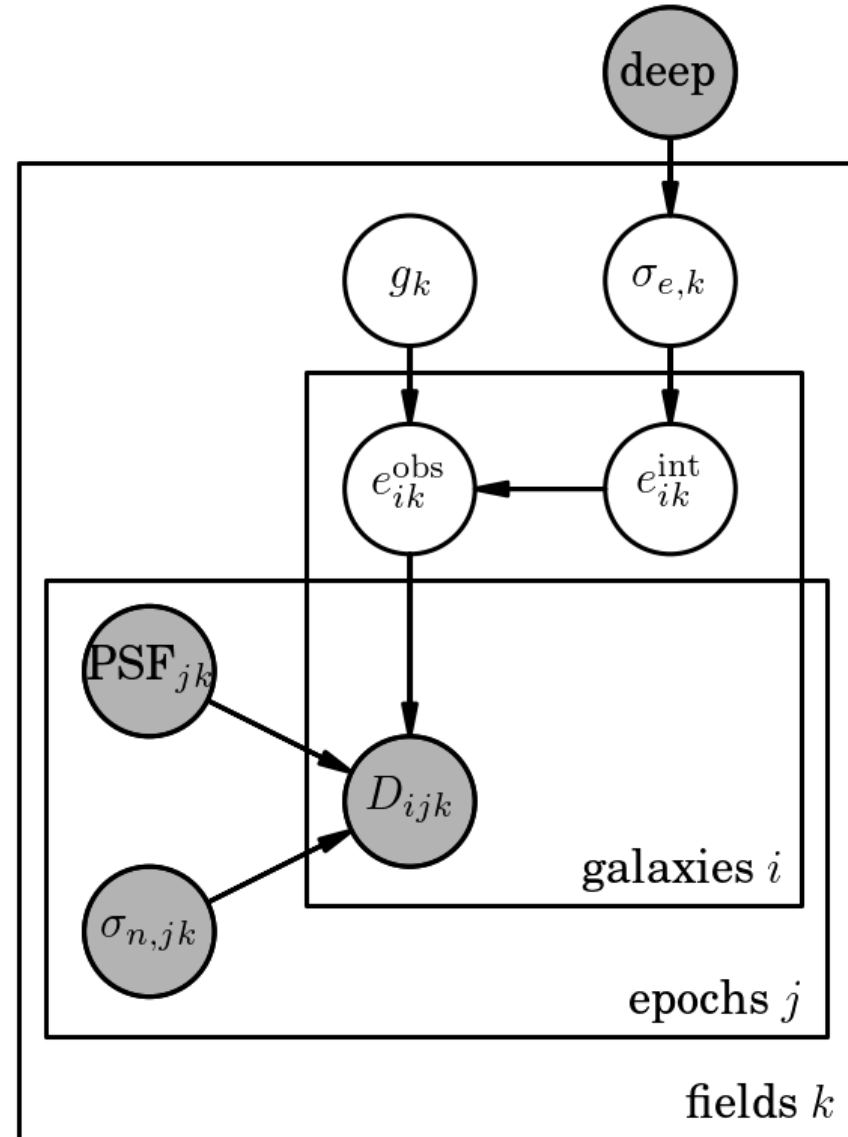 deep
g_k
σ_{e,k}
e_{ik}^{obs}
e_{ik}^{int}
PSF_{jk}
D_{ijk}
galaxies i
σ_{n,jk}
epochs j
fields k